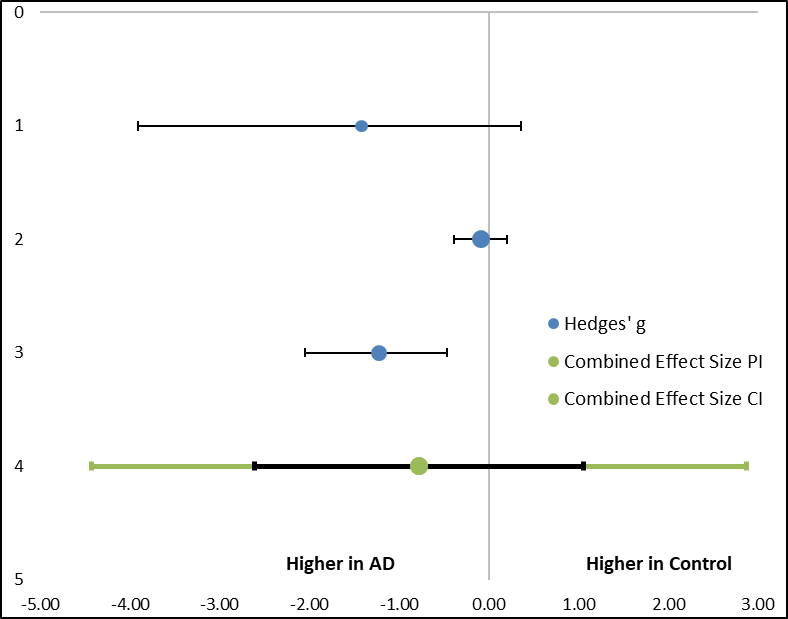 0
1
2
3
4
5
Hedges' g
Combined Effect Size PI
Combined Effect Size CI
Higher in AD Higher in Control
-5.00 -4.00 -3.00 -2.00 -1.00 0.00 1.00 2.00 3.00